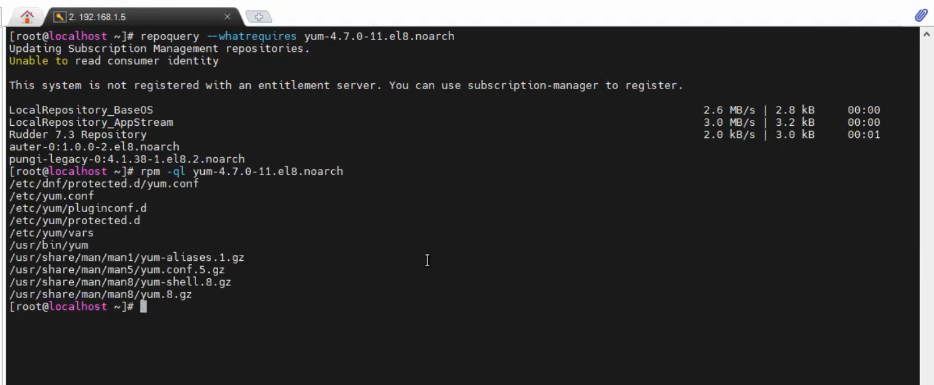 2. 192.168.1.5
[root@localhost ~]# repoquery --whatrequires yum-4.7.0-11.el8.noarch
Updating Subscription Management repositories.
Unable to read consumer identity
This system is not registered with an entitlement server. You can use subscription-manager to register.
LocalRepository_BaseOS 2.6 MB/s | 2.8 kB 00:00
LocalRepository_AppStream 3.0 MB/s | 3.2 kB 00:00
Rudder 7.3 Repository 2.0 kB/s | 3.0 kB 00:01
auter-0:1.0.0-2.el8.noarch
pungi-legacy-0:4.1.38-1.el8.2.noarch
[root@localhost ~]# rpm -ql yum-4.7.0-11.el8.noarch
/etc/dnf/protected.d/yum.conf
/etc/yum.conf
/etc/yum/pluginconf.d
/etc/yum/protected.d
/etc/yum/vars
/usr/bin/yum
/usr/share/man/man1/yum-aliases.1.gz
/usr/share/man/man5/yum.conf.5.gz
/usr/share/man/man8/yum-shell.8.gz
/usr/share/man/man8/yum.8.gz
[root@localhost ~]#